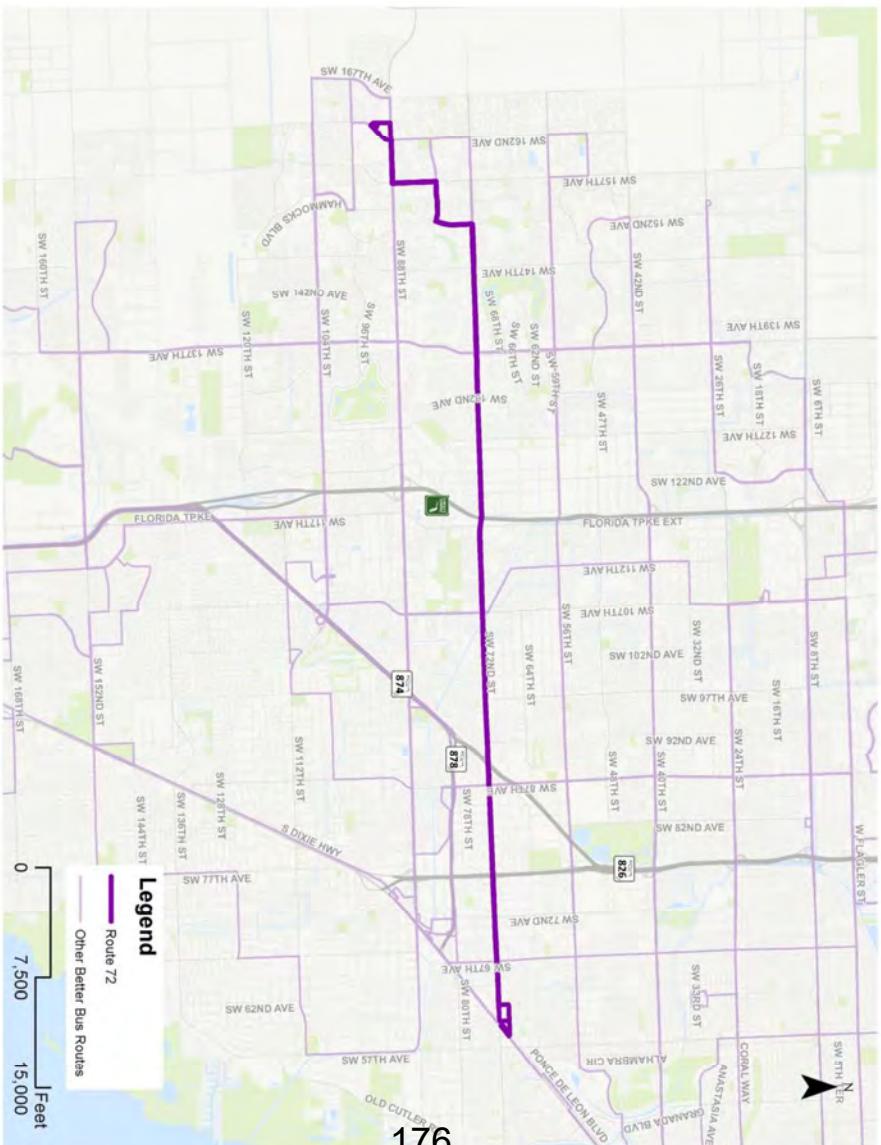 SW 167TH AVE
SW 162ND AVE
SW 157TH AVE
SW 152ND AVE
HAMMOCKS BLVD
SW 160TH ST
SW 88TH ST
SW 147TH AVE
SW 42ND ST
SW 142ND AVE
SW 120TH ST
SW 104TH ST
SW 96TH ST
SW 68TH ST
SW 66TH ST
SW 62ND ST
SW 59TH ST
SW 139TH AVE
SW 137TH AVE
SW 26TH ST
SW 18TH ST
SW 6TH ST
SW 132ND AVE
SW 47TH ST
SW 127TH AVE
SW 122ND AVE
FLORIDA TPKE
SW 117TH AVE
FLORIDA TPKE EXT
SW 112TH AVE
SW 107TH AVE
SW 56TH ST
SW 72ND ST
SW 64TH ST
SW 102ND AVE
SW 32ND ST
SW 8TH ST
SW 97TH AVE
SW 16TH ST
SW 168TH ST
SW 152ND ST
874
878
SW 92ND AVE
SW 112TH ST
SW 87TH AVE
SW 48TH ST
SW 40TH ST
SW 24TH ST
SW 144TH ST
SW 136TH ST
SW 128TH ST
S DIXIE HWY
SW 78TH ST
SW 82ND AVE
W FLAGLER ST
826
SW 77TH AVE
SW 72ND AVE
SW 67TH AVE
SW 62ND AVE
SW 80TH ST
SW 33RD ST
SW 57TH AVE
PONCE DE LEON BLVD
ALHAMBRA CIR
CORAL WAY
ANASTASIA
GRANADA BLVD
OLD CUTLER
N
Legend
Route 72
Other Better Bus Routes
0
7,500
15,000
Feet
176